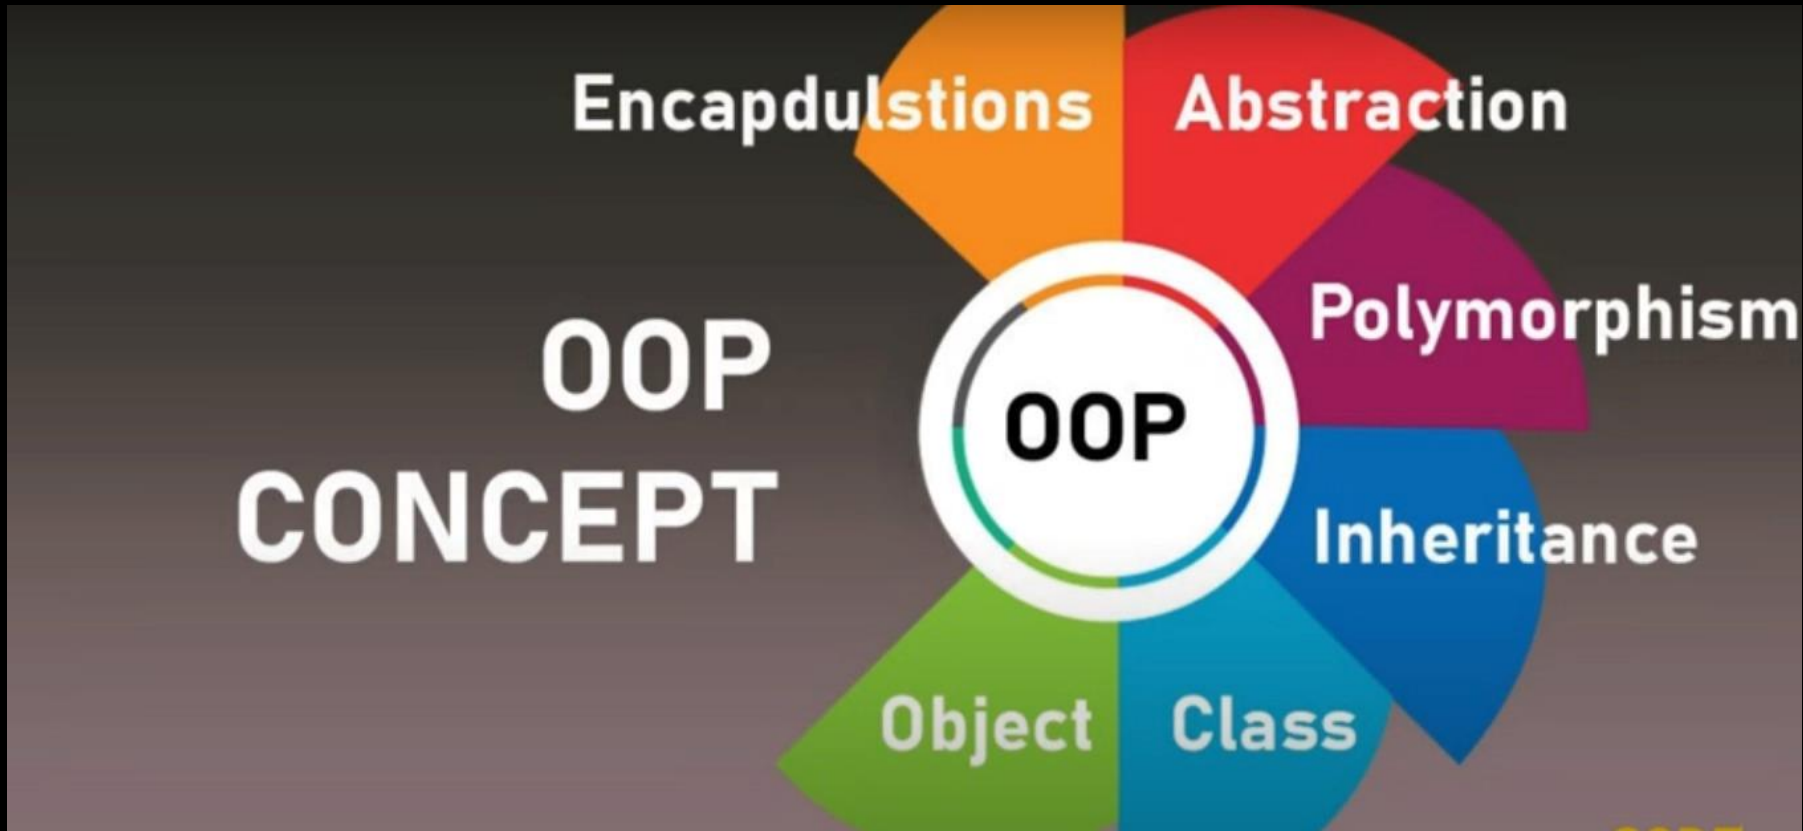 Encapdulstions
Abstraction
Polymorphism
OOP
CONCEPT
OOP
Inheritance
Object
Class